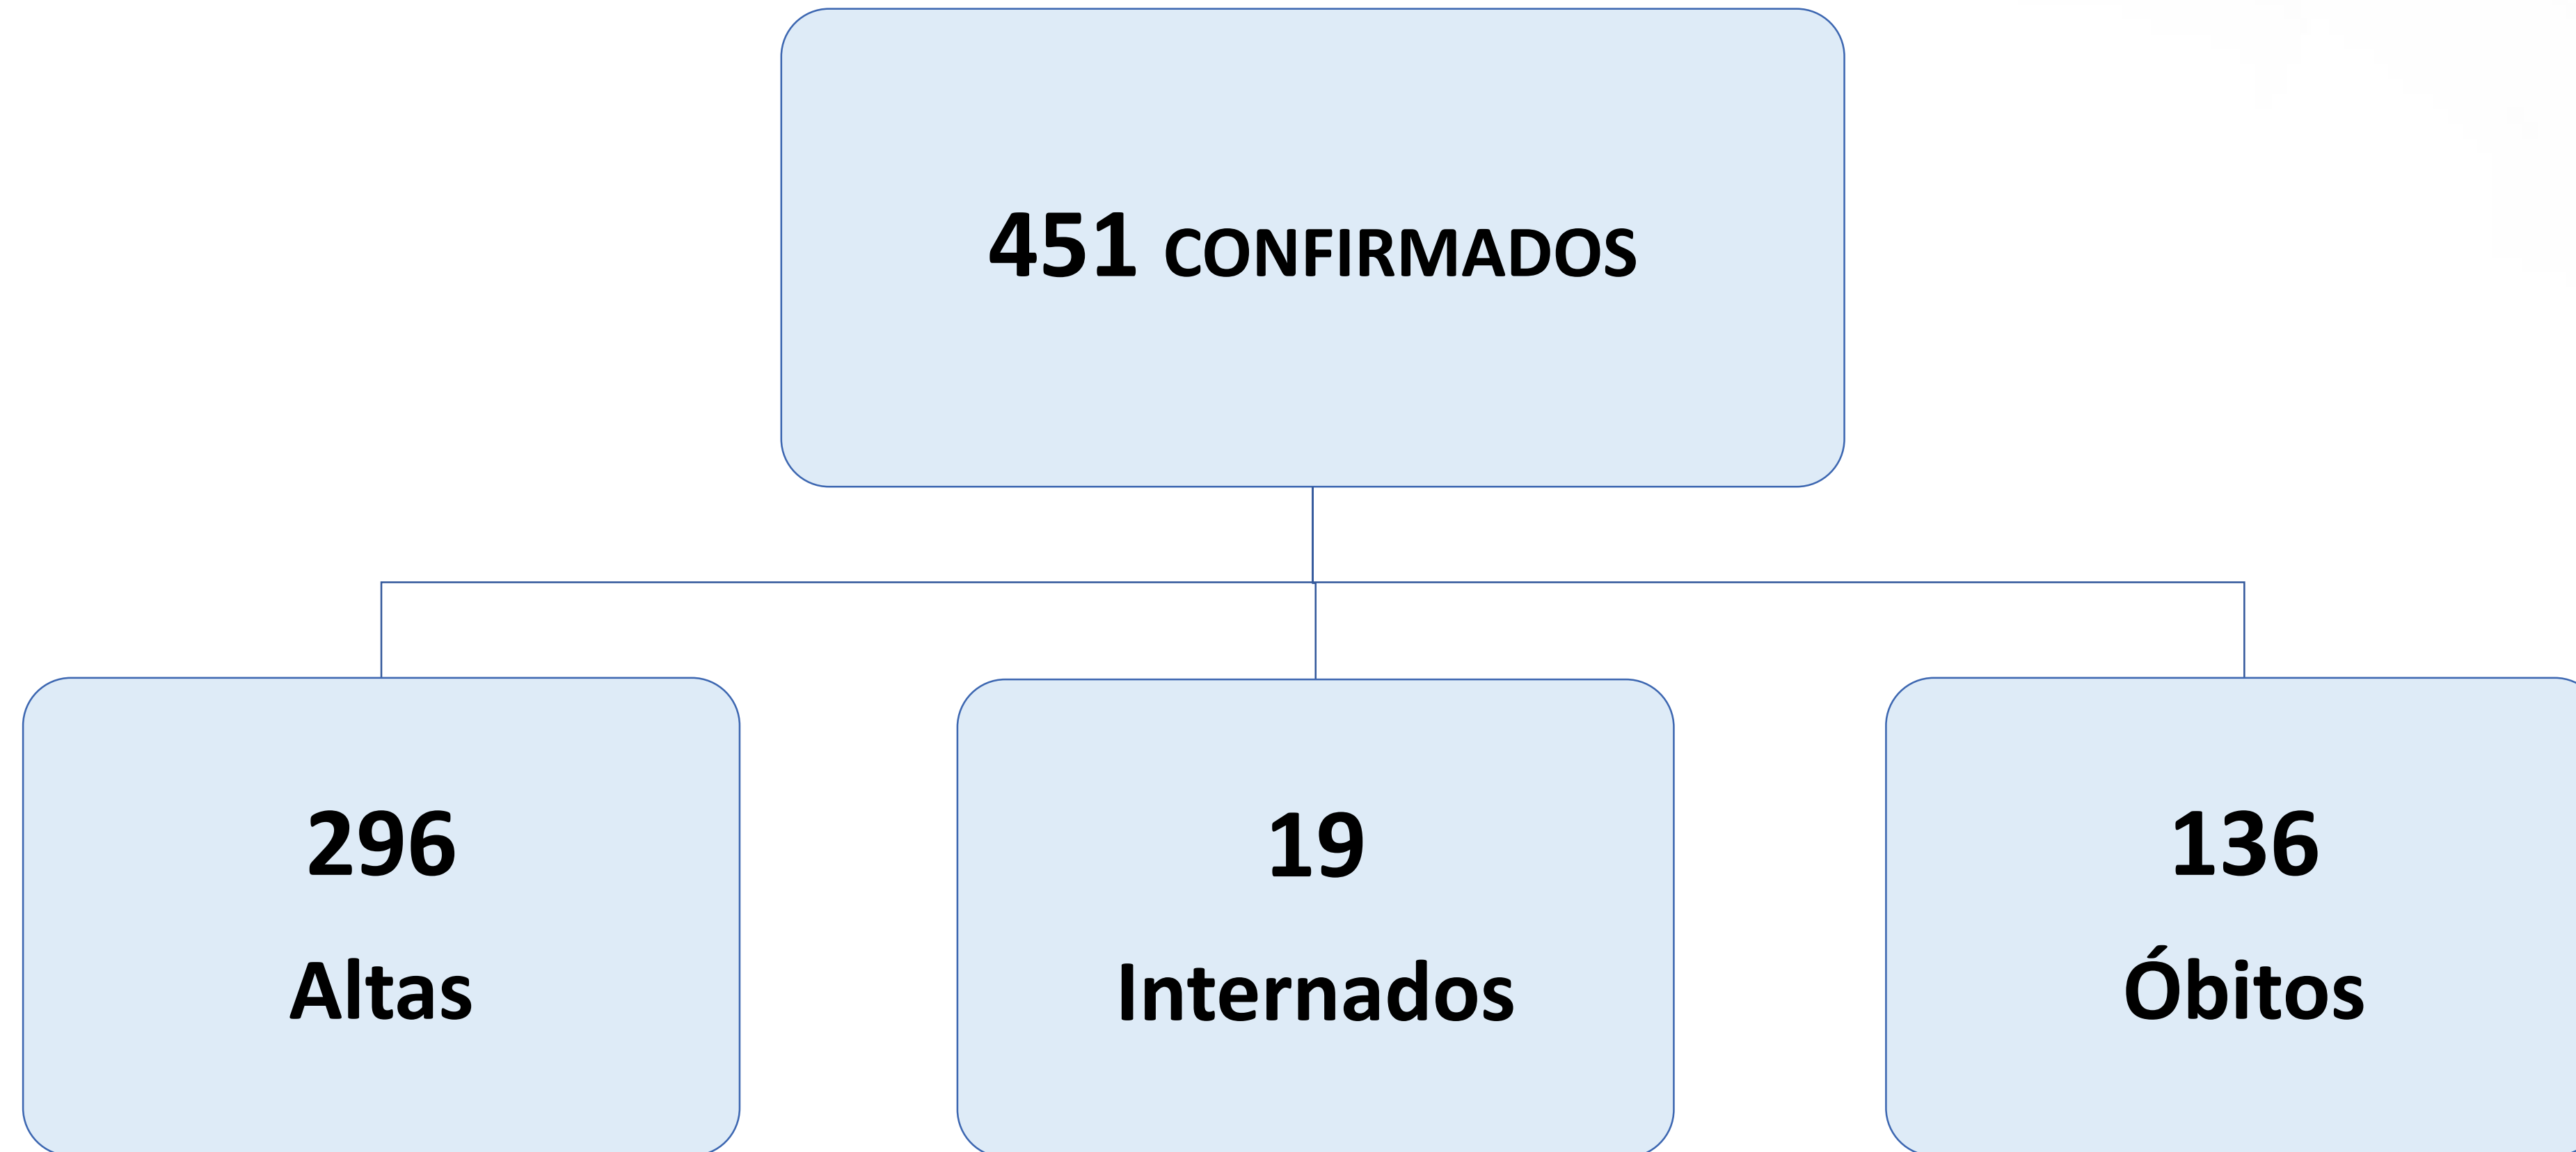 451 CONFIRMADOS
296
Altas
19
Internados
136
Óbitos